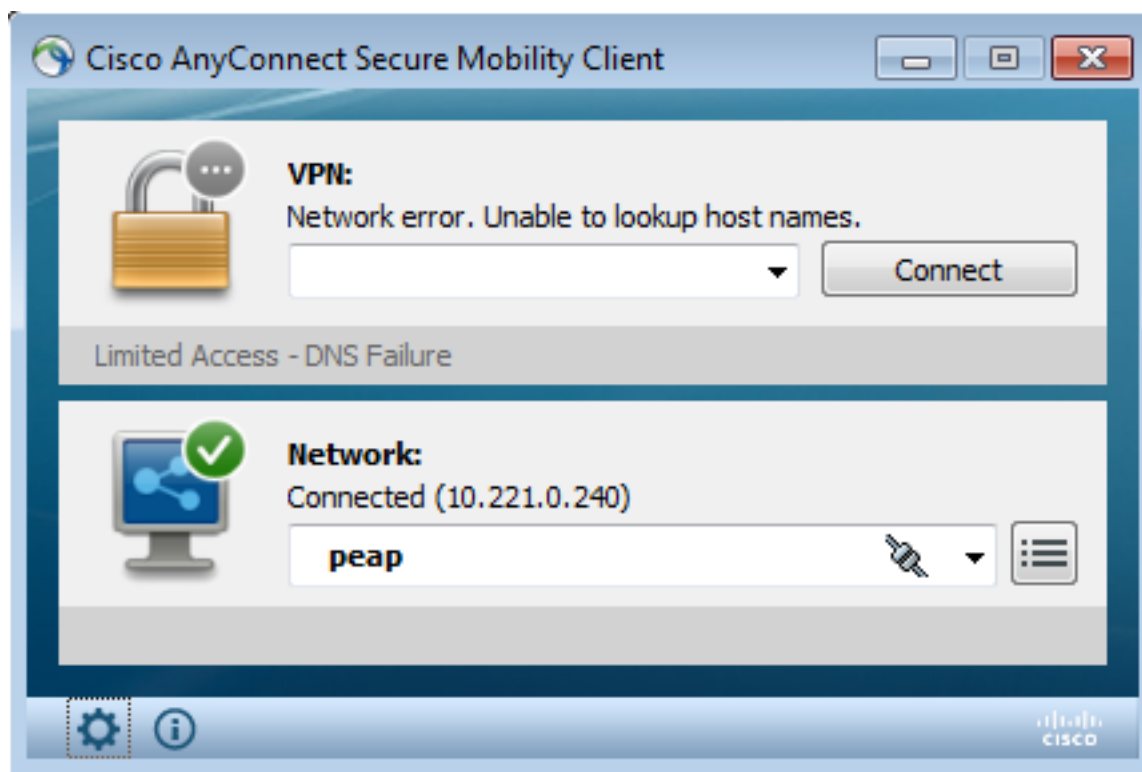 Cisco AnyConnect Secure Mobility Client
VPN:
Network error. Unable to lookup host names.
Connect
Limited Access - DNS Failure
Network:
Connected (10.221.0.240)
peap
CISCO